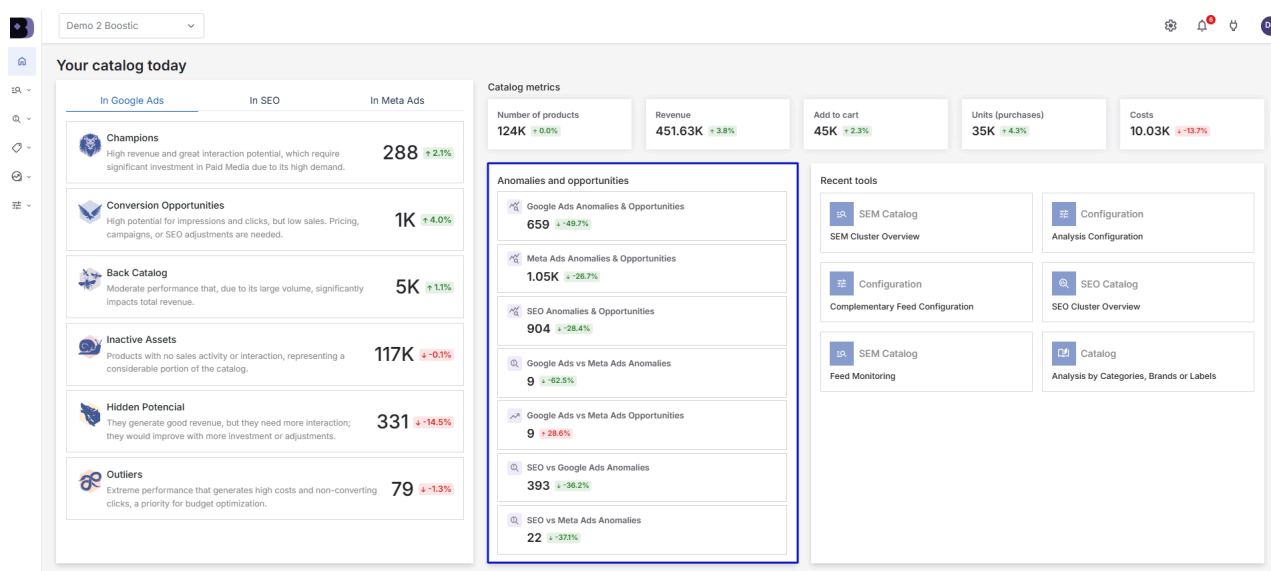 Demo 2 Boostic
6
D
Your catalog today
In Google Ads
In SEO
In Meta Ads
Champions
High revenue and great interaction potential, which require
significant investment in Paid Media due to its high demand.
288 ↑ 2.1%
Conversion Opportunities
High potential for impressions and clicks, but low sales. Pricing,
campaigns, or SEO adjustments are needed.
1K ↑ 4.0%
Back Catalog
Moderate performance that, due to its large volume, significantly
impacts total revenue.
5K ↑ 1.1%
Inactive Assets
Products with no sales activity or interaction, representing a
considerable portion of the catalog.
117K ↓ -0.1%
Hidden Potencial
They generate good revenue, but they need more interaction;
they would improve with more investment or adjustments.
331 ↓ -14.5%
Outliers
Extreme performance that generates high costs and non-converting
clicks, a priority for budget optimization.
79 ↓ -1.3%
Catalog metrics
Number of products
124K ↑ 0.0%
Revenue
451.63K ↑ 3.8%
Add to cart
45K ↑ 2.3%
Units (purchases)
35K ↑ 4.3%
Costs
10.03K ↓ -13.7%
Anomalies and opportunities
Google Ads Anomalies & Opportunities
659 ↓ -49.7%
Meta Ads Anomalies & Opportunities
1.05K ↓ -26.7%
SEO Anomalies & Opportunities
904 ↓ -28.4%
Google Ads vs Meta Ads Anomalies
9 ↓ -62.5%
Google Ads vs Meta Ads Opportunities
9 ↑ 28.6%
SEO vs Google Ads Anomalies
393 ↓ -36.2%
SEO vs Meta Ads Anomalies
22 ↓ -37.1%
Recent tools
SEM Catalog
SEM Cluster Overview
Configuration
Analysis Configuration
Configuration
Complementary Feed Configuration
SEO Catalog
SEO Cluster Overview
SEM Catalog
Feed Monitoring
Catalog
Analysis by Categories, Brands or Labels